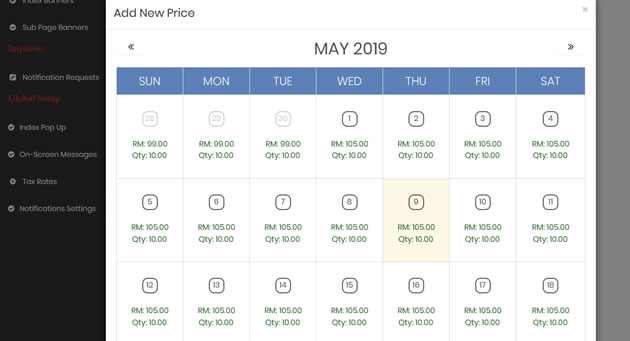 Index Banners
Sub Page Banners
Inquiries
Notification Requests
Global Setup
Index Pop Up
On-Screen Messages
Tax Rates
Notifications Settings
Add New Price
×
«
MAY 2019
»
SUN MON TUE WED THU FRI SAT
28 29 30 1 2 3 4
RM: 99.00 RM: 99.00 RM: 99.00 RM: 105.00 RM: 105.00 RM: 105.00 RM: 105.00
Qty: 10.00 Qty: 10.00 Qty: 10.00 Qty: 10.00 Qty: 10.00 Qty: 10.00 Qty: 10.00
5 6 7 8 9 10 11
RM: 105.00 RM: 105.00 RM: 105.00 RM: 105.00 RM: 105.00 RM: 105.00 RM: 105.00
Qty: 10.00 Qty: 10.00 Qty: 10.00 Qty: 10.00 Qty: 10.00 Qty: 10.00 Qty: 10.00
12 13 14 15 16 17 18
RM: 105.00 RM: 105.00 RM: 105.00 RM: 105.00 RM: 105.00 RM: 105.00 RM: 105.00
Qty: 10.00 Qty: 10.00 Qty: 10.00 Qty: 10.00 Qty: 10.00 Qty: 10.00 Qty: 10.00